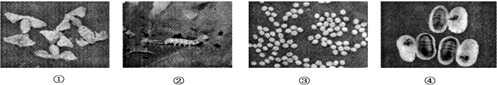 ① ② ③ ④